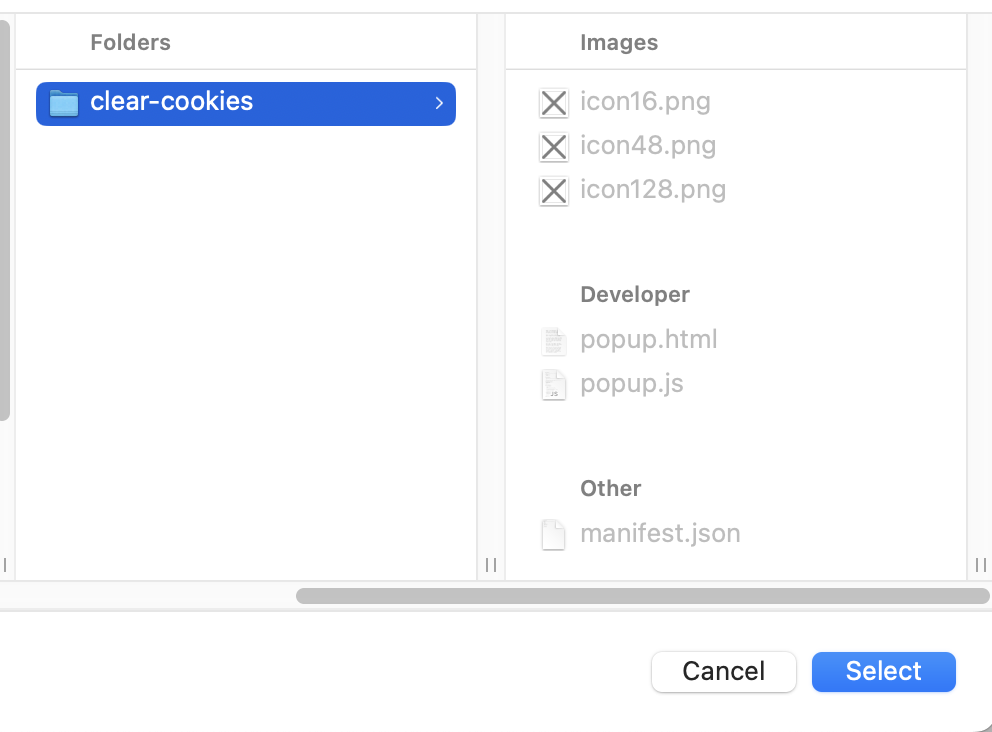 Folders
clear-cookies
Images
icon16.png
icon48.png
icon128.png
Developer
popup.html
JS
popup.js
Other
manifest.json
Cancel
Select